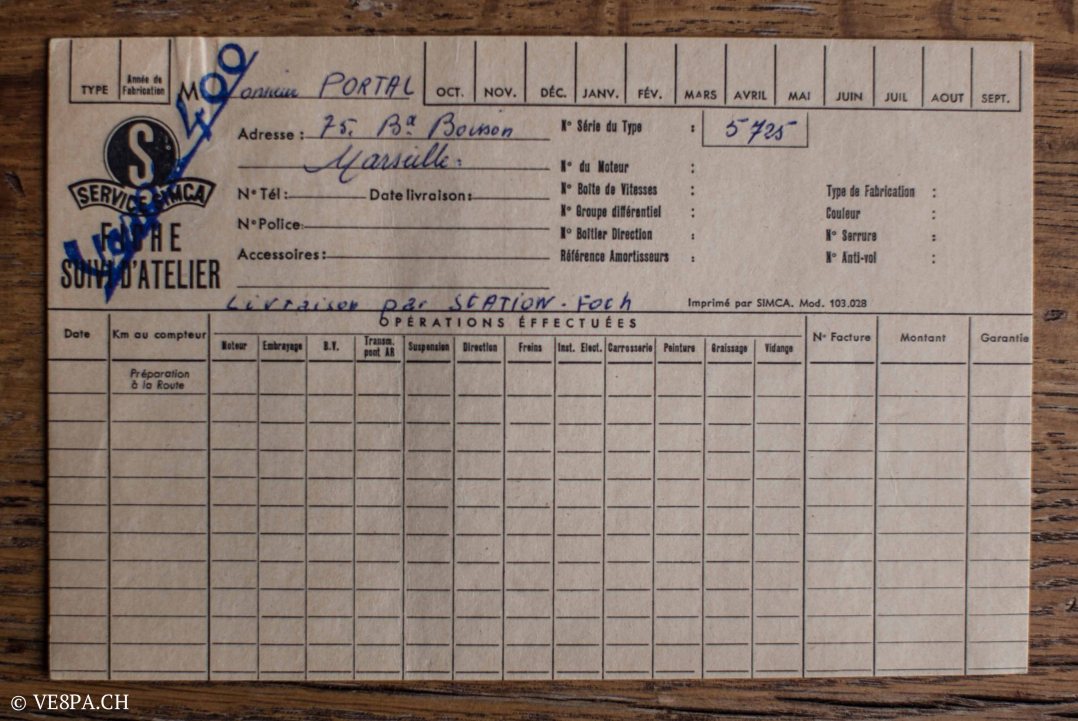 TYPE Année de Fabrication Monsieur PORTAL OCT. NOV. DÉC. JANV. FÉV. MARS AVRIL MAI JUIN JUIL AOUT SEPT.
Vespa 400
S
SERVICE SIMCA
FICHE
SUIVI D'ATELIER
Adresse : 75, Bd Boisson
Marseille.
N° Tél : Date livraison :
N° Police :
Accessoires :
Livraison par STATION-Foch
N° Série du Type : 5725
N° du Moteur :
N° Boîte de Vitesses :
N° Groupe différentiel :
N° Boitier Direction :
Référence Amortisseurs :
Type de Fabrication :
Couleur :
N° Serrure :
N° Anti-vol :
Imprimé par SIMCA. Mod. 103.028
OPÉRATIONS ÉFFECTUÉES
Date Km au compteur Moteur Embrayage B.V. Transm. pont AR Suspension Direction Freins Inst. Elect. Carrosserie Peinture Graissage Vidange N° Facture Montant Garantie
Préparation
à la Route
© VE8PA.CH